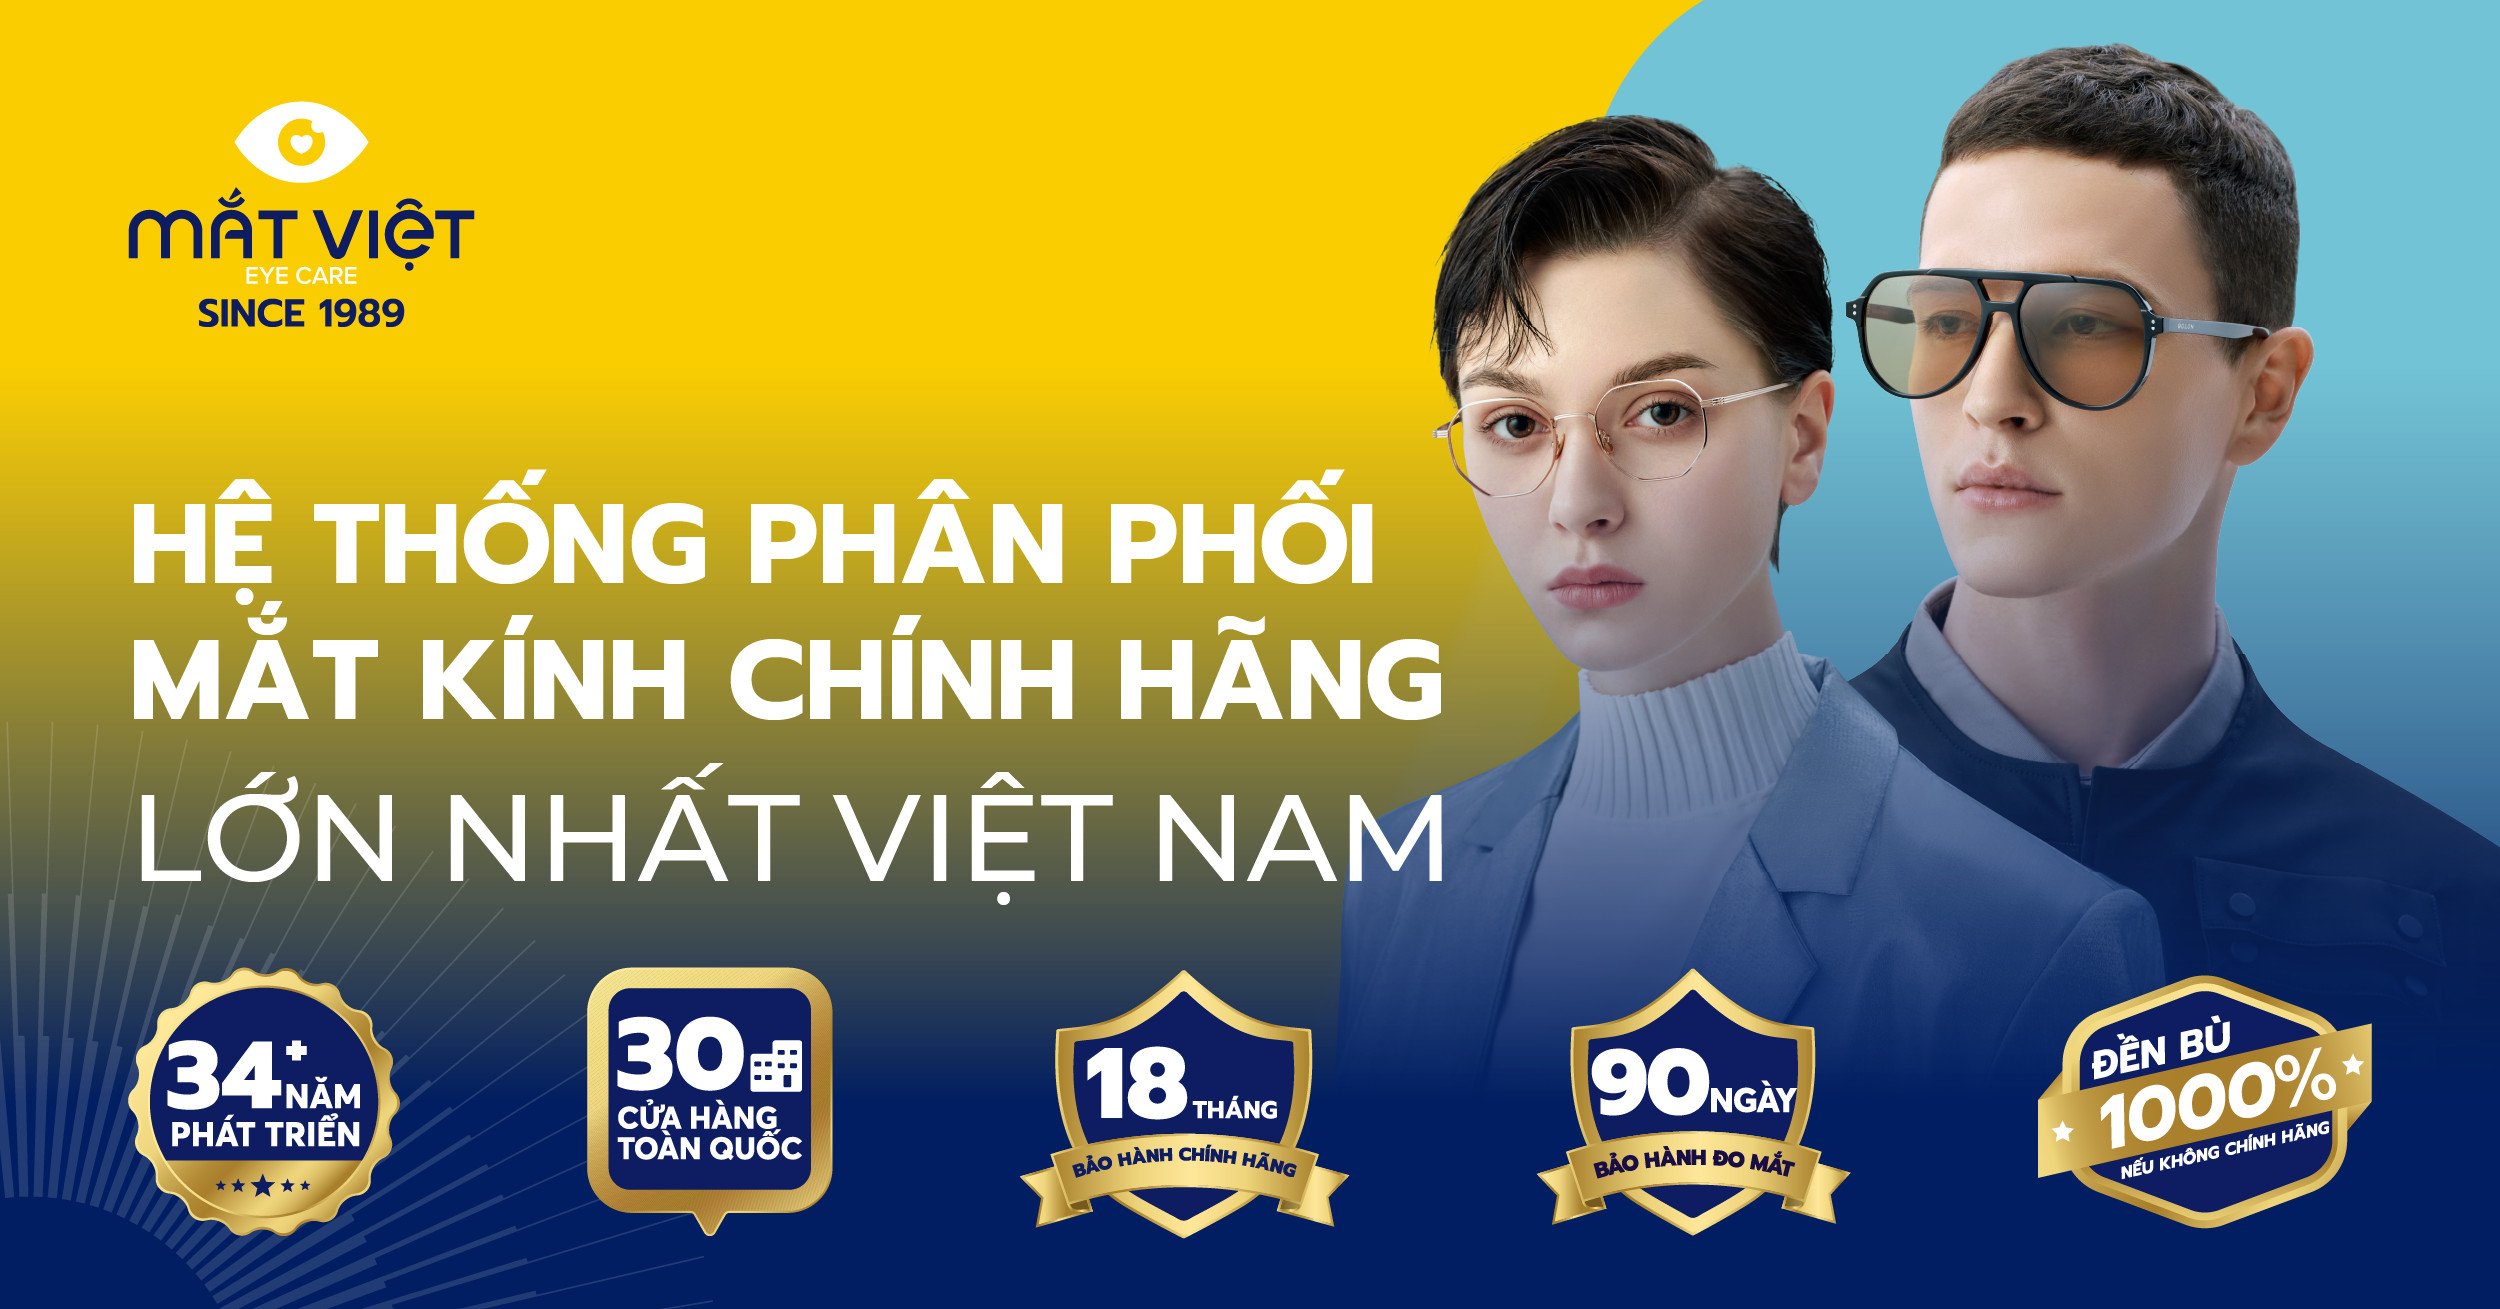 MẮT VIỆT
EYE CARE
SINCE 1989
HỆ THỐNG PHÂN PHỐI
MẮT KÍNH CHÍNH HÃNG
LỚN NHẤT VIỆT NAM
34+ NĂM
PHÁT TRIỂN
30
CỬA HÀNG
TOÀN QUỐC
18 THÁNG
BẢO HÀNH CHÍNH HÃNG
90 NGÀY
BẢO HÀNH ĐO MẮT
ĐỀN BÙ
1000%
NẾU KHÔNG CHÍNH HÃNG
BOLON